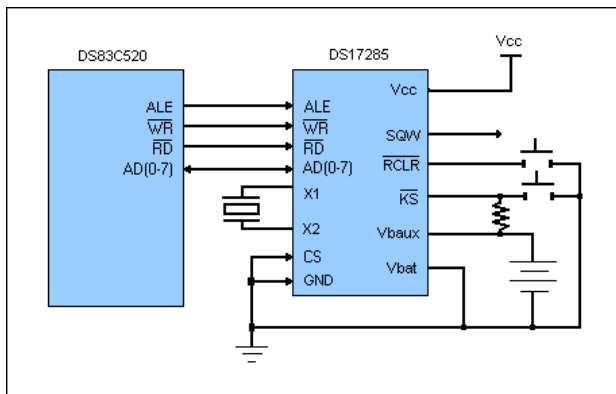 DS83C520
DS17285
Vcc
ALE
WR
RD
AD(0-7)
ALE
WR
RD
AD(0-7)
X1
X2
CS
GND
Vcc
SQW
RCLR
KS
Vbaux
Vbat